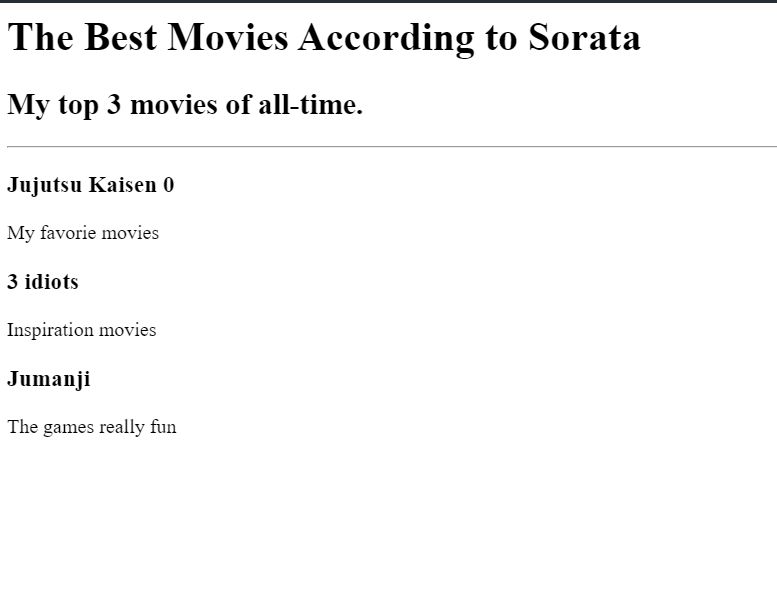 The Best Movies According to Sorata
My top 3 movies of all-time.
Jujutsu Kaisen 0
My favorie movies
3 idiots
Inspiration movies
Jumanji
The games really fun